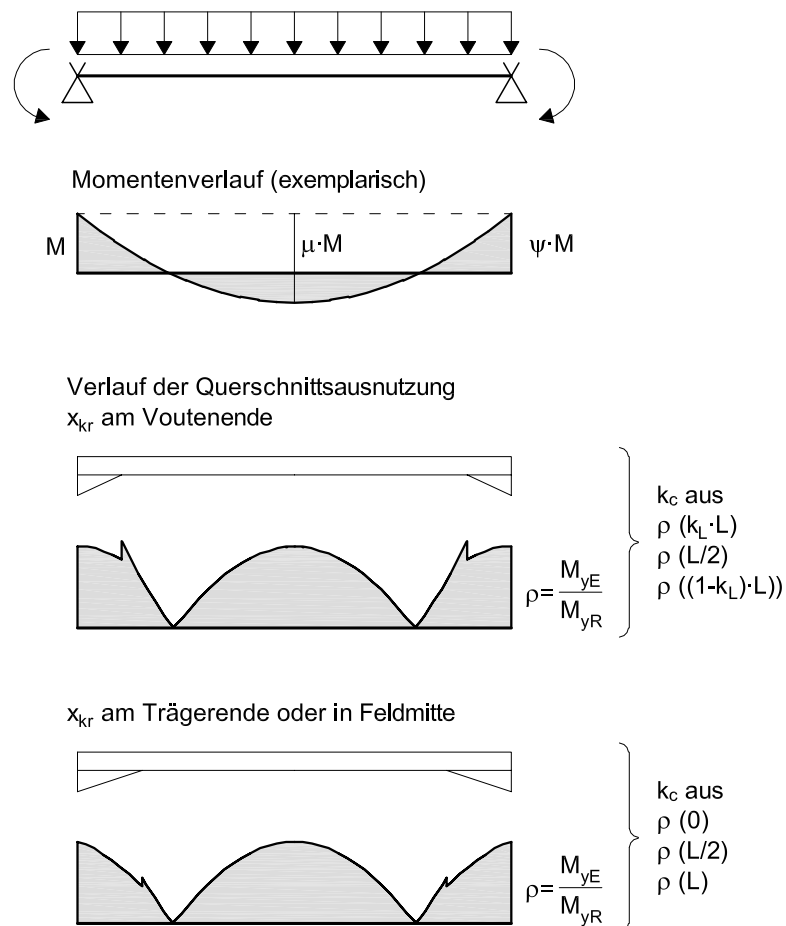 Momentenverlauf (exemplarisch)
M
μ·M
ψ·M
Verlauf der Querschnittsausnutzung
x_kr am Voutenende
ρ = M_yE / M_yR
k_c aus
ρ (k_L·L)
ρ (L/2)
ρ ((1-k_L)·L))
x_kr am Trägerende oder in Feldmitte
ρ = M_yE / M_yR
k_c aus
ρ (0)
ρ (L/2)
ρ (L)